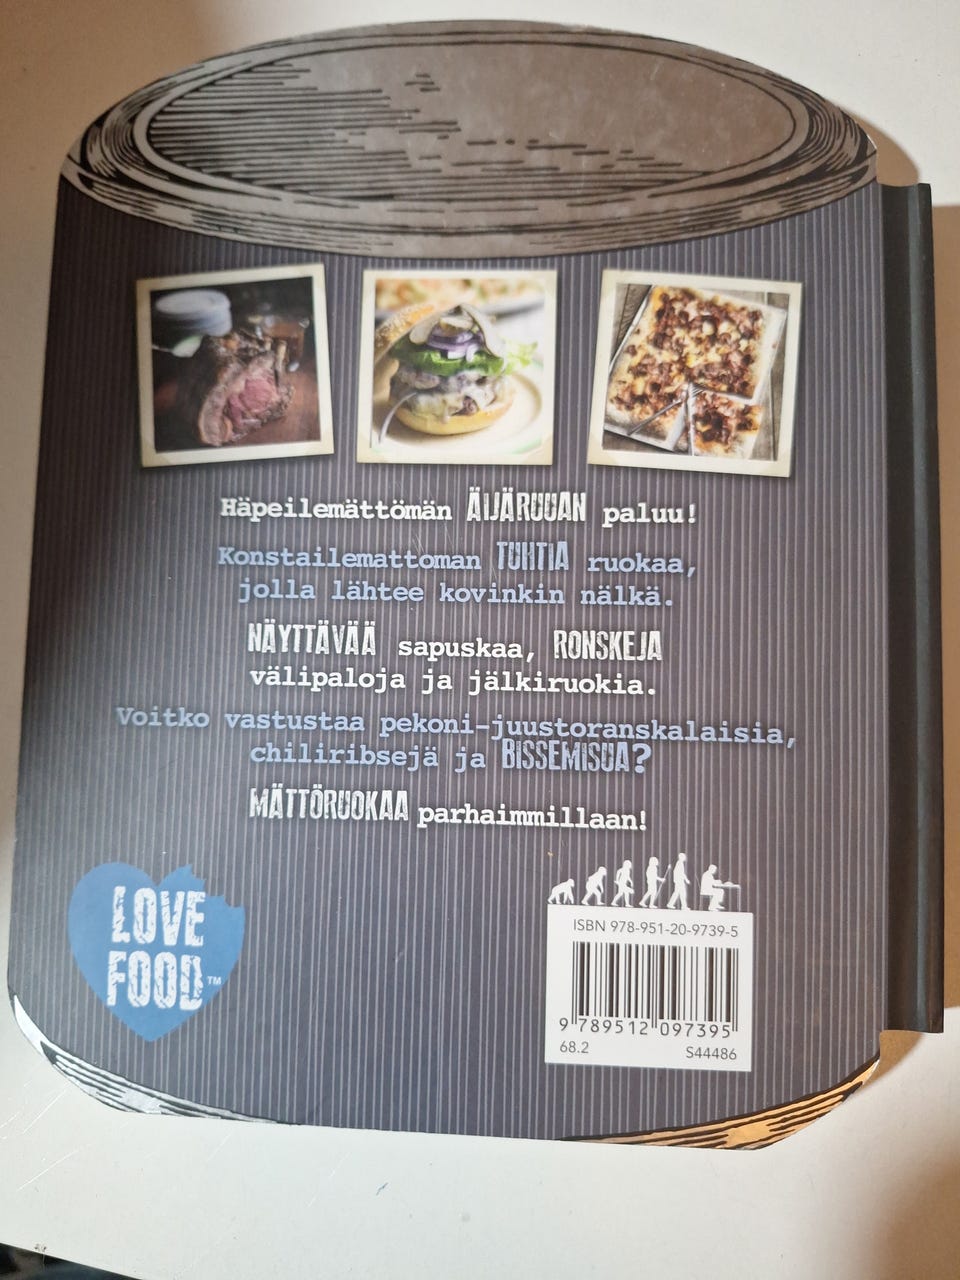 Häpeilemättömän ÄIJÄRUUAN paluu!
Konstailemattoman TUHTIA ruokaa,
jolla lähtee kovinkin nälkä.
NÄYTTÄVÄÄ sapuskaa, RONSKEJA
välipaloja ja jälkiruokia.
Voitko vastustaa pekoni-juustoranskalaisia,
chiliribsejä ja BISSEMISUA?
MÄTTÖRUOKAA parhaimmillaan!
LOVE
FOOD™
ISBN 978-951-20-9739-5
9 789512 097395
68.2 S44486